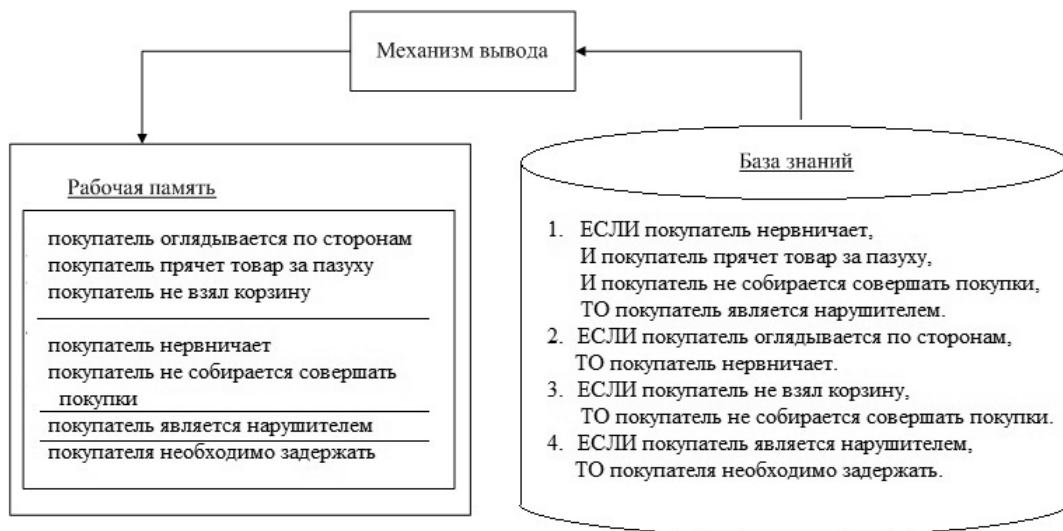 Механизм вывода
Рабочая память
покупатель оглядывается по сторонам
покупатель прячет товар за пазуху
покупатель не взял корзину
покупатель нервничает
покупатель не собирается совершать
покупки
покупатель является нарушителем
покупателя необходимо задержать
База знаний
1. ЕСЛИ покупатель нервничает,
И покупатель прячет товар за пазуху,
И покупатель не собирается совершать покупки,
ТО покупатель является нарушителем.
2. ЕСЛИ покупатель оглядывается по сторонам,
ТО покупатель нервничает.
3. ЕСЛИ покупатель не взял корзину,
ТО покупатель не собирается совершать покупки.
4. ЕСЛИ покупатель является нарушителем,
ТО покупателя необходимо задержать.